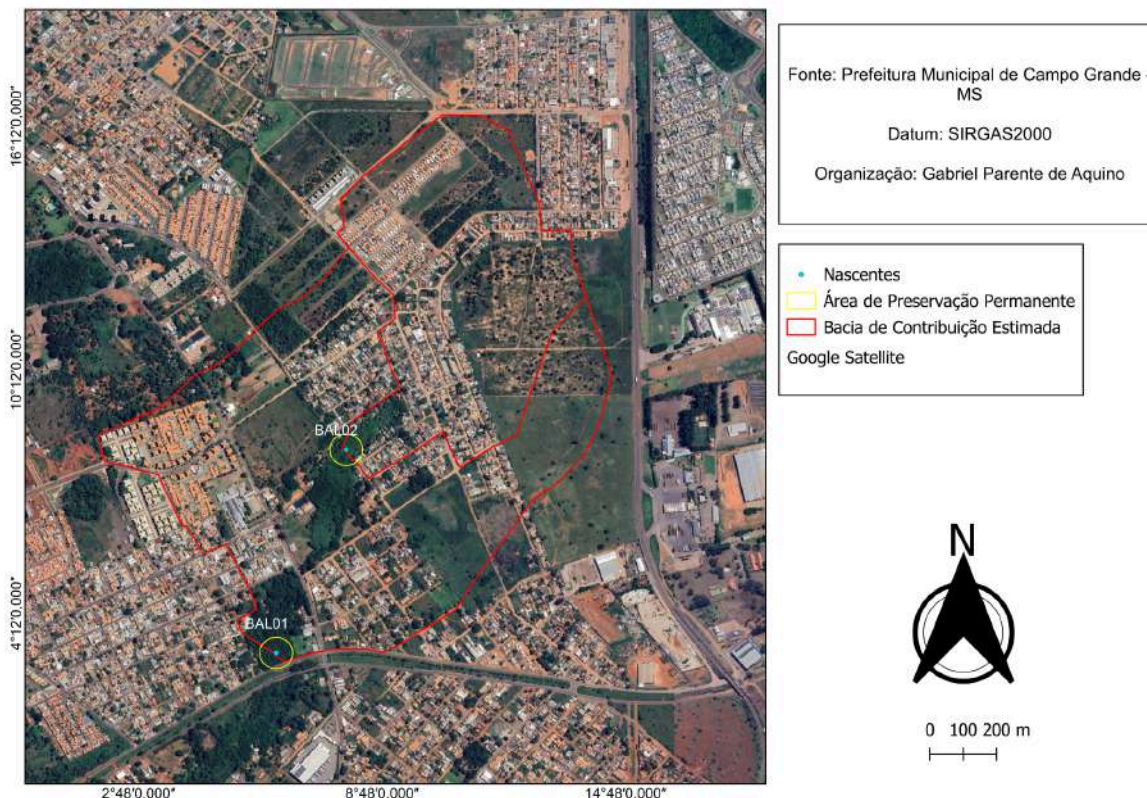 16°12'0.000"
10°12'0.000"
4°12'0.000"
BAL02
BAL01
2°48'0.000"
8°48'0.000"
14°48'0.000"
Fonte: Prefeitura Municipal de Campo Grande -
MS
Datum: SIRGAS2000
Organização: Gabriel Parente de Aquino
Nascentes
Área de Preservação Permanente
Bacia de Contribuição Estimada
Google Satellite
N
0 100 200 m